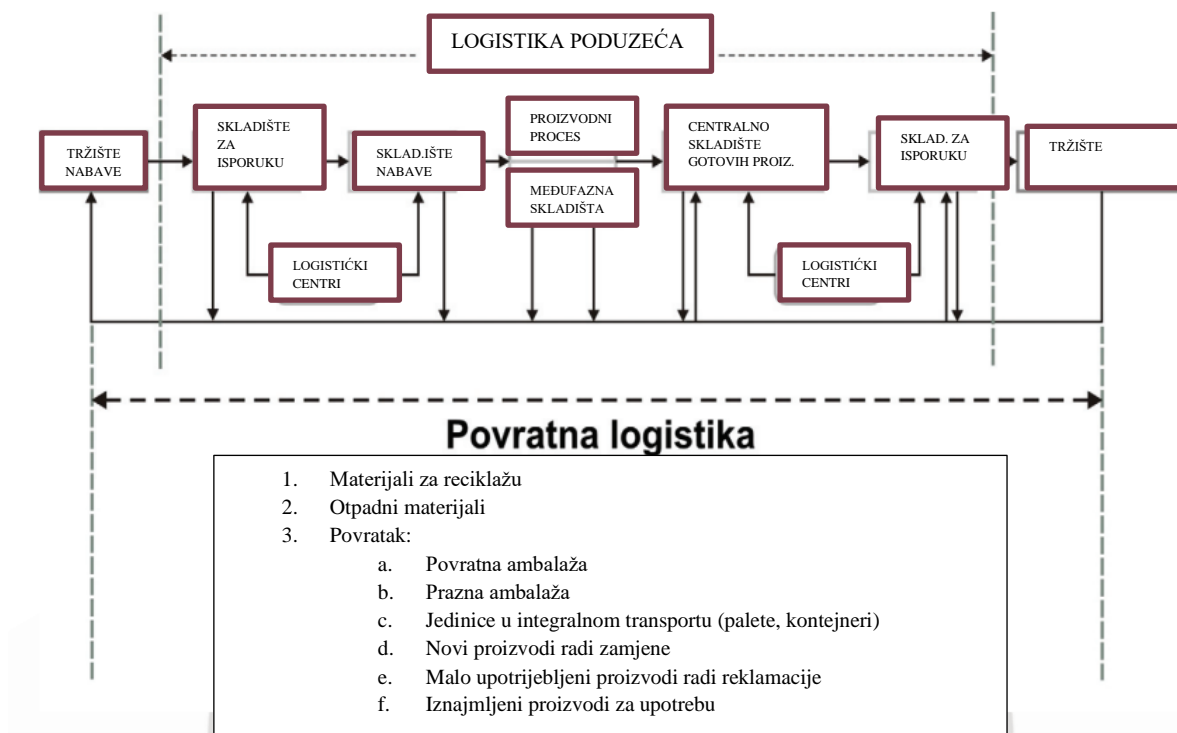 LOGISTIKA PODUZEĆA
TRŽIŠTE
NABAVE
SKLADIŠTE
ZA
ISPORUKU
SKLAD.IŠTE
NABAVE
PROIZVODNI
PROCES
MEĐUFAZNA
SKLADIŠTA
CENTRALNO
SKLADIŠTE
GOTOVIH PROIZ.
SKLAD. ZA
ISPORUKU
TRŽIŠTE
LOGISTIĆKI
CENTRI
LOGISTIĆKI
CENTRI
Povratna logistika
1. Materijali za reciklažu
2. Otpadni materijali
3. Povratak:
a. Povratna ambalaža
b. Prazna ambalaža
c. Jedinice u integralnom transportu (palete, kontejneri)
d. Novi proizvodi radi zamjene
e. Malo upotrijebljeni proizvodi radi reklamacije
f. Iznajmljeni proizvodi za upotrebu